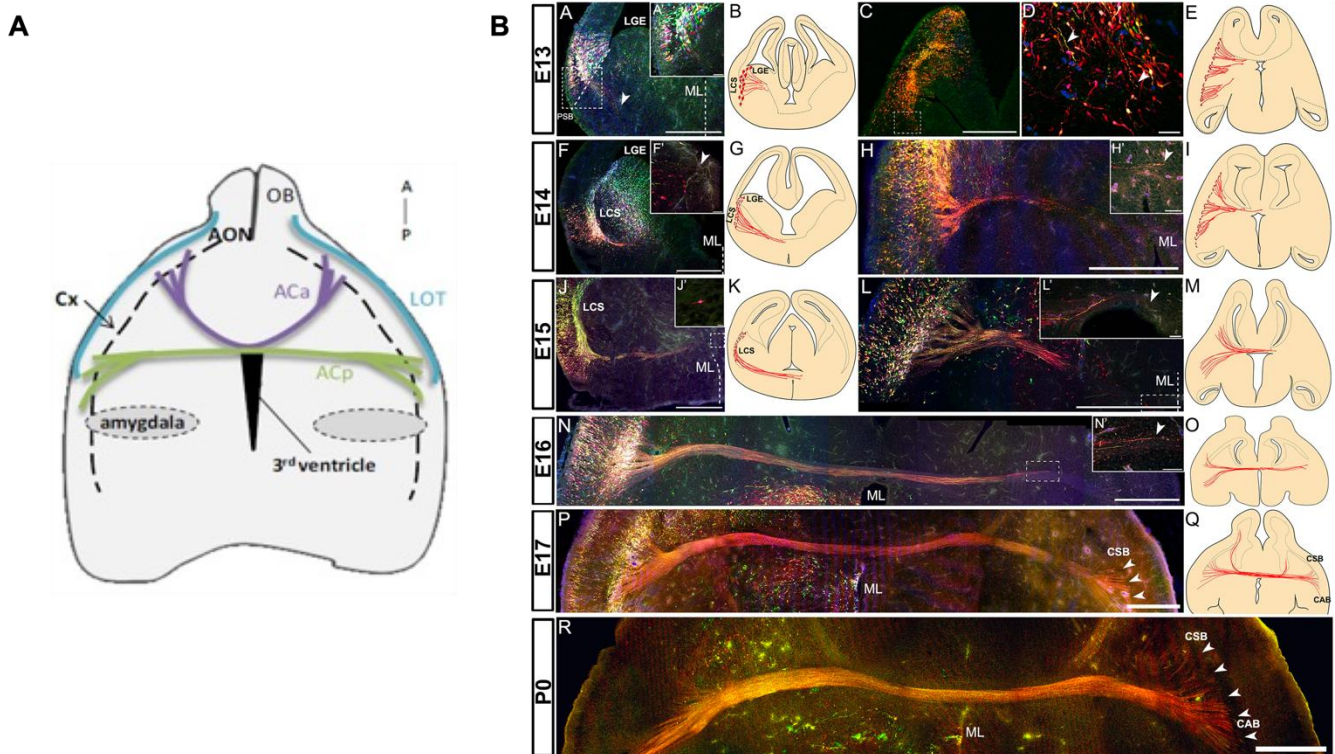 A
OB
A
P
AON
ACa
LOT
Cx
ACp
amygdala
3rd ventricle
B
E13
A
LGE
A'
PSB
ML
B
LCS
LGE
C
D
E
E14
F
LGE
F'
LCS
ML
G
LCS
LGE
H
H'
ML
I
E15
J
LCS
J'
ML
K
LCS
L
L'
ML
M
E16
N
ML
N'
O
E17
P
ML
CSB
Q
CSB
CAB
P0
R
ML
CSB
CAB